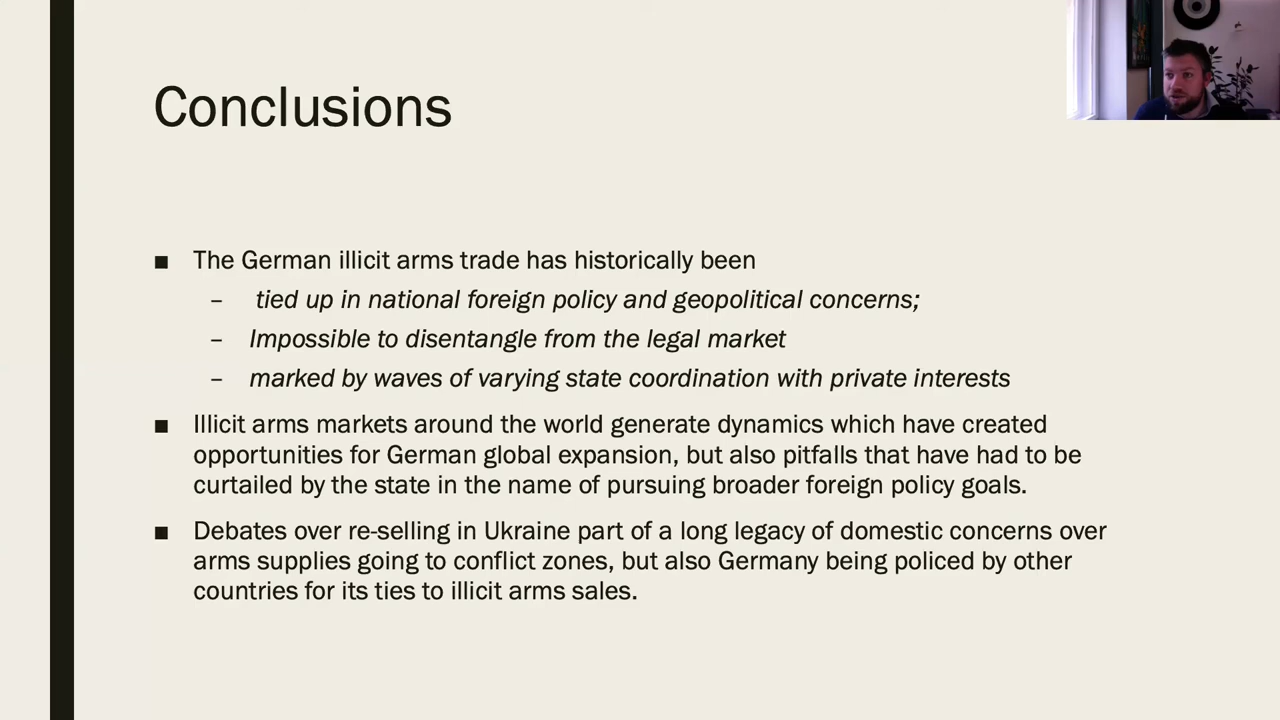 Conclusions
■ The German illicit arms trade has historically been
– tied up in national foreign policy and geopolitical concerns;
– Impossible to disentangle from the legal market
– marked by waves of varying state coordination with private interests
■ Illicit arms markets around the world generate dynamics which have created
opportunities for German global expansion, but also pitfalls that have had to be
curtailed by the state in the name of pursuing broader foreign policy goals.
■ Debates over re-selling in Ukraine part of a long legacy of domestic concerns over
arms supplies going to conflict zones, but also Germany being policed by other
countries for its ties to illicit arms sales.